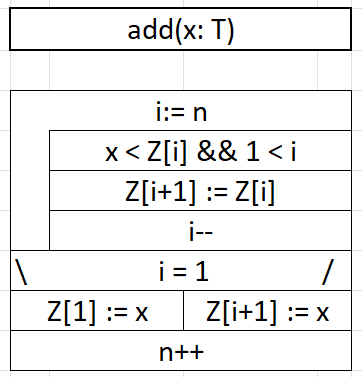 add(x: T)
i:= n
x < Z[i] && 1 < i
Z[i+1] := Z[i]
i--
\ i = 1 /
Z[1] := x Z[i+1] := x
n++